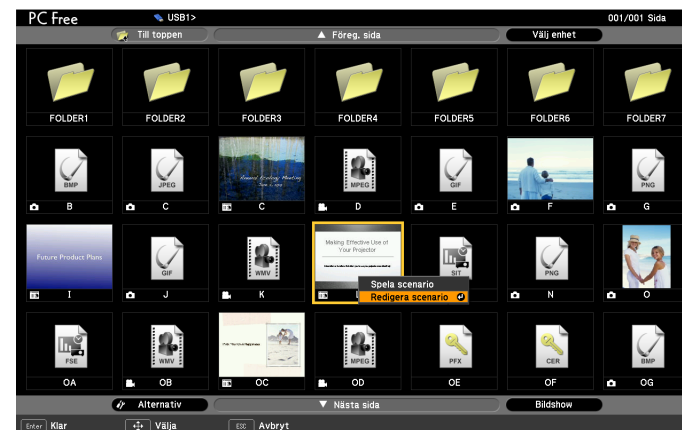 PC Free USB1> 001/001 Sida
Till toppen ▲ Föreg. sida Välj enhet
FOLDER1 FOLDER2 FOLDER3 FOLDER4 FOLDER5 FOLDER6 FOLDER7
BMP JPEG Annual Ecology Meeting MPEG GIF PNG
B C C D E F G
Future Product Plans GIF WMV Making Effective Use of
Your Projector SIT PNG
I J K L N O
Spela scenario
Redigera scenario
FSE WMV MPEG PFX CER BMP
OA OB OC OD OE OF OG
Alternativ ▼ Nästa sida Bildshow
Enter Klar Välja ESC Avbryt